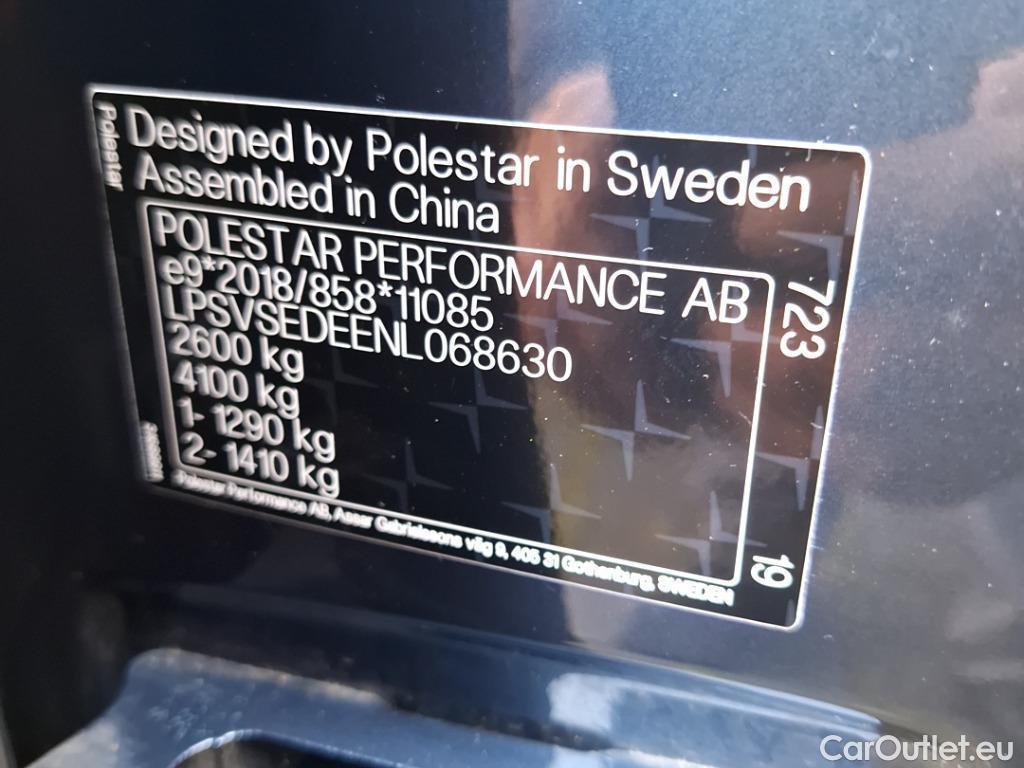 Polestar
Designed by Polestar in Sweden
Assembled in China
POLESTAR PERFORMANCE AB
e9*2018/858*11085
LPSVSEDEENL068630
2600 kg
4100 kg
1- 1290 kg
2- 1410 kg
723
19
Polestar Performance AB, Assar Gabrielssons väg 9, 405 31 Gothenburg, SWEDEN
CarOutlet.eu